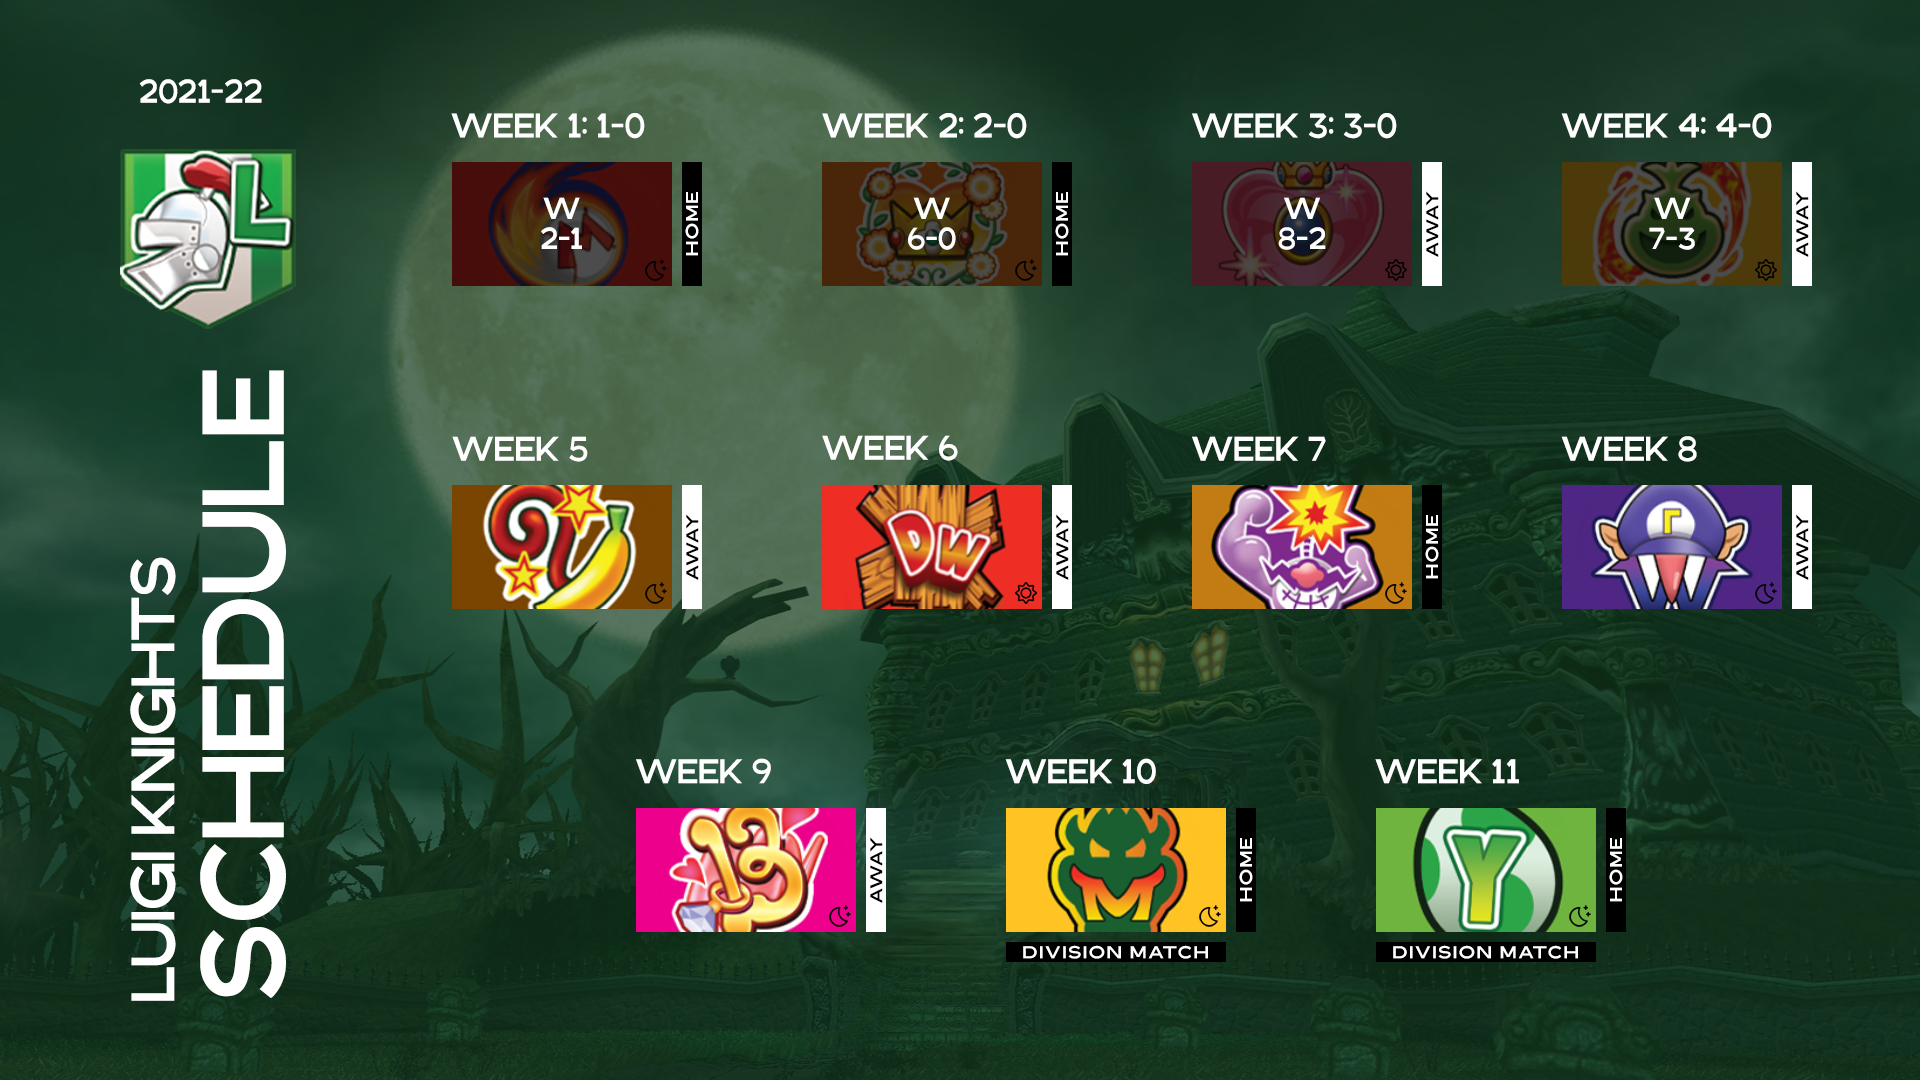 2021-22
L
LUIGI KNIGHTS
SCHEDULE
WEEK 1: 1-0
W
2-1
HOME
WEEK 2: 2-0
W
6-0
HOME
WEEK 3: 3-0
W
8-2
AWAY
WEEK 4: 4-0
W
7-3
AWAY
WEEK 5
AWAY
WEEK 6
DW
AWAY
WEEK 7
HOME
WEEK 8
Γ
W
AWAY
WEEK 9
B
AWAY
WEEK 10
M
HOME
DIVISION MATCH
WEEK 11
Y
HOME
DIVISION MATCH